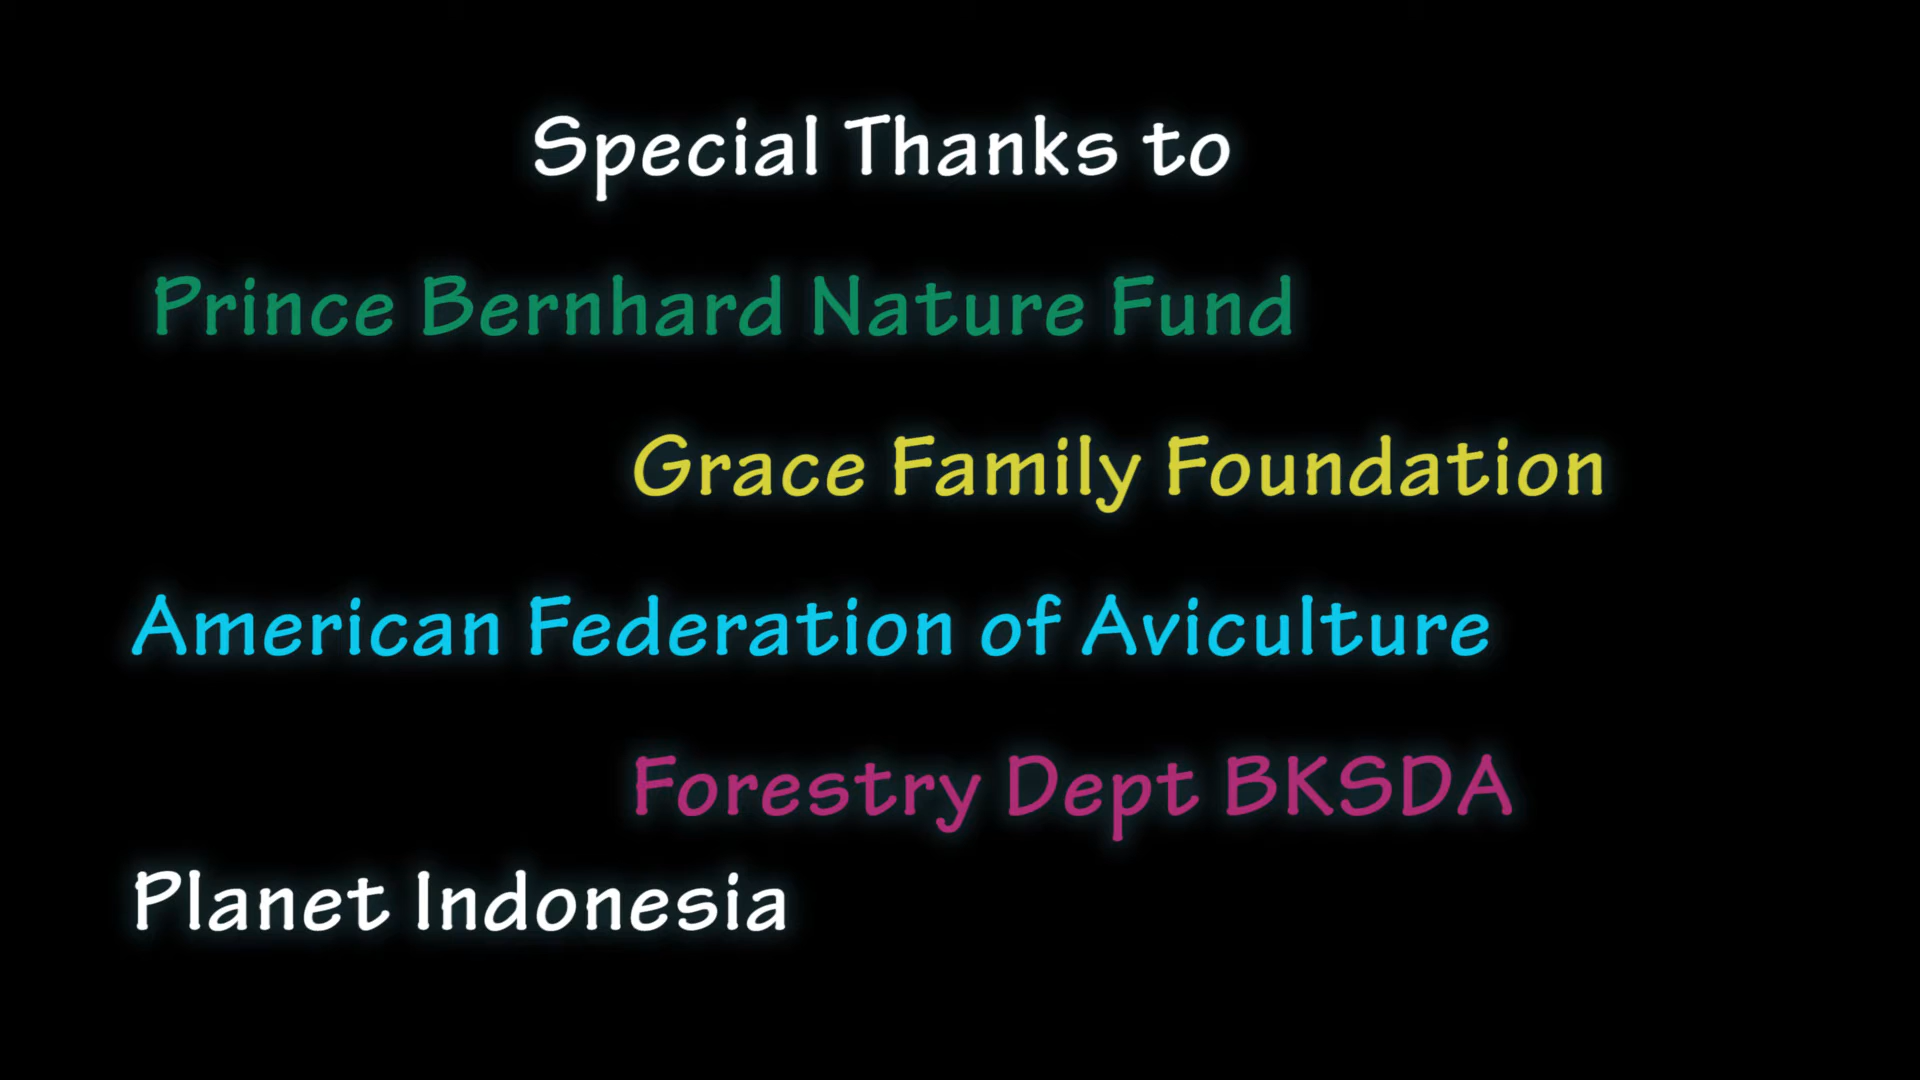 Special Thanks to
Prince Bernhard Nature Fund
Grace Family Foundation
American Federation of Aviculture
Forestry Dept BKSDA
Planet Indonesia